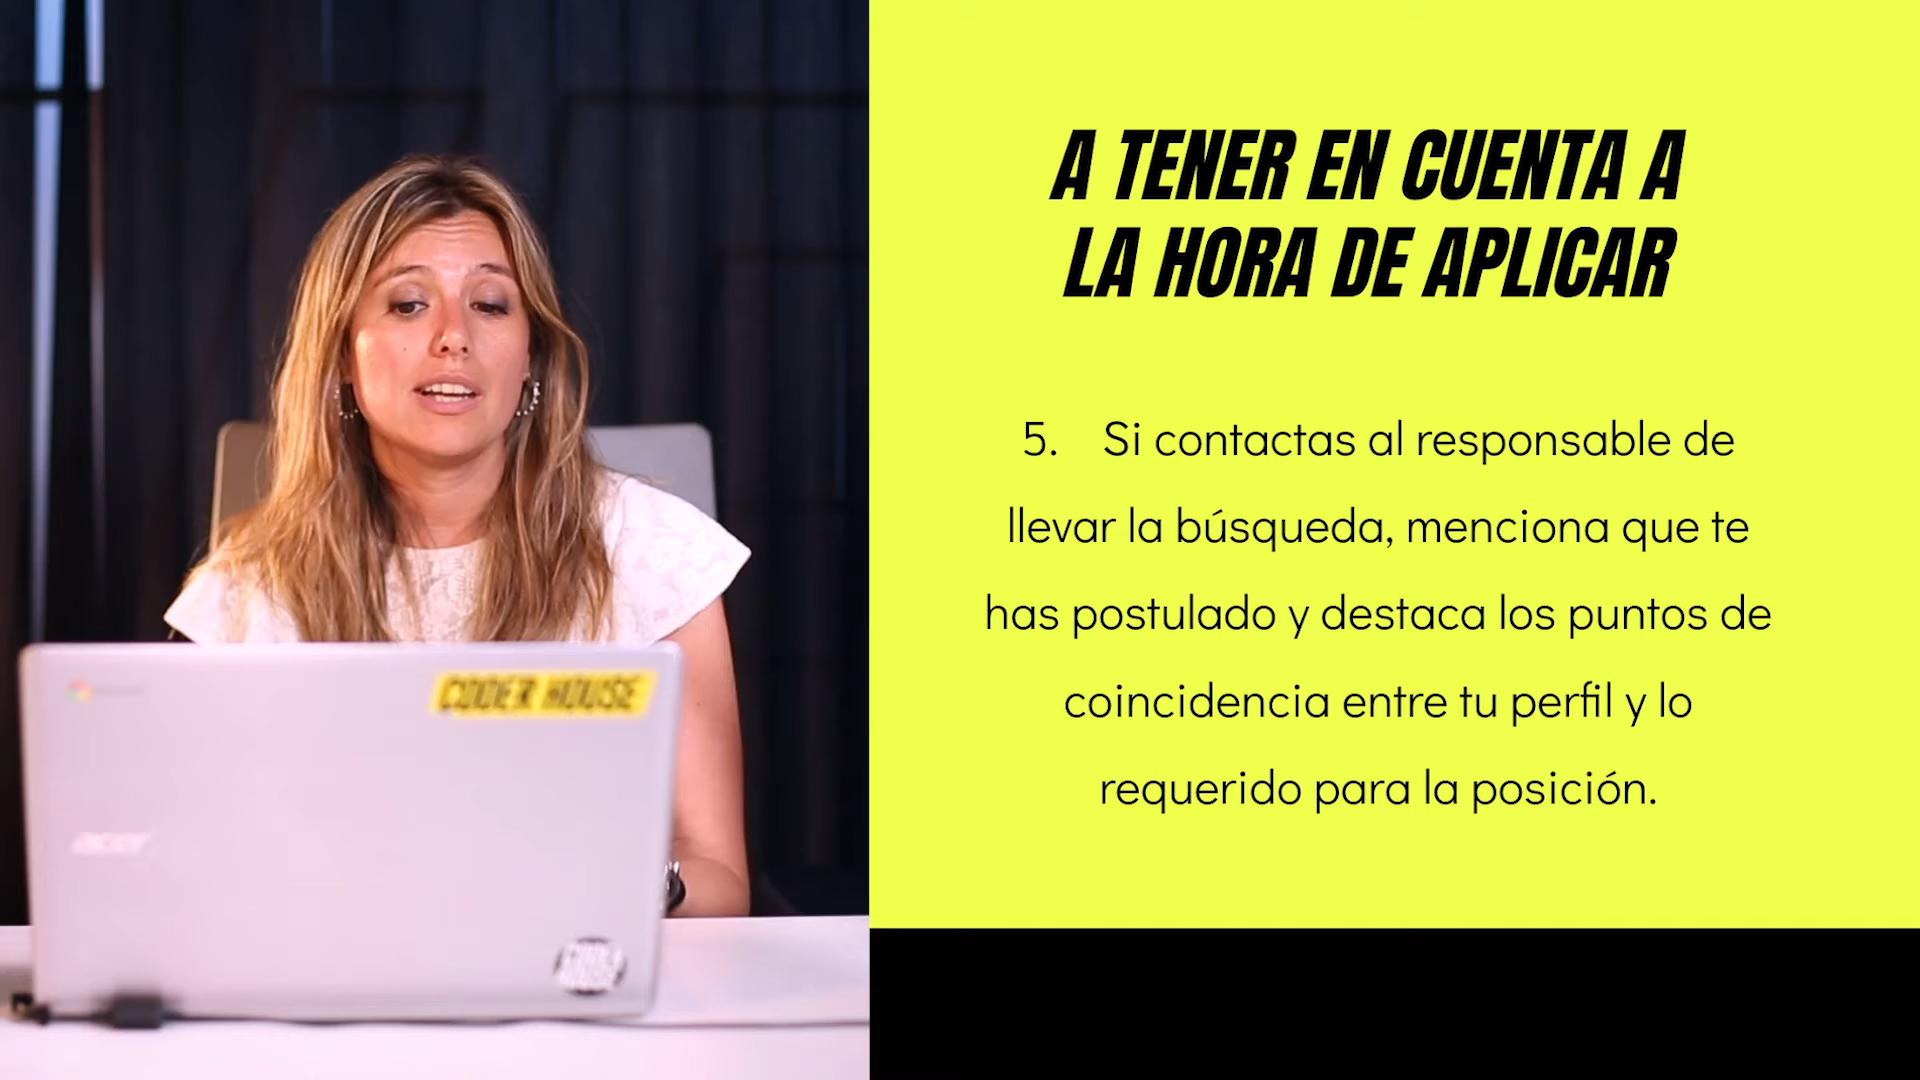 A TENER EN CUENTA A
LA HORA DE APLICAR
5. Si contactas al responsable de
llevar la búsqueda, menciona que te
has postulado y destaca los puntos de
coincidencia entre tu perfil y lo
requerido para la posición.
CODER HOUSE
acer